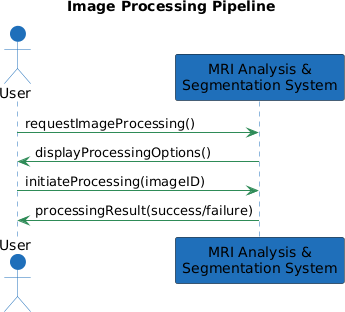 Image Processing Pipeline
User
MRI Analysis &
Segmentation System
requestImageProcessing()
displayProcessingOptions()
initiateProcessing(imageID)
processingResult(success/failure)
User
MRI Analysis &
Segmentation System